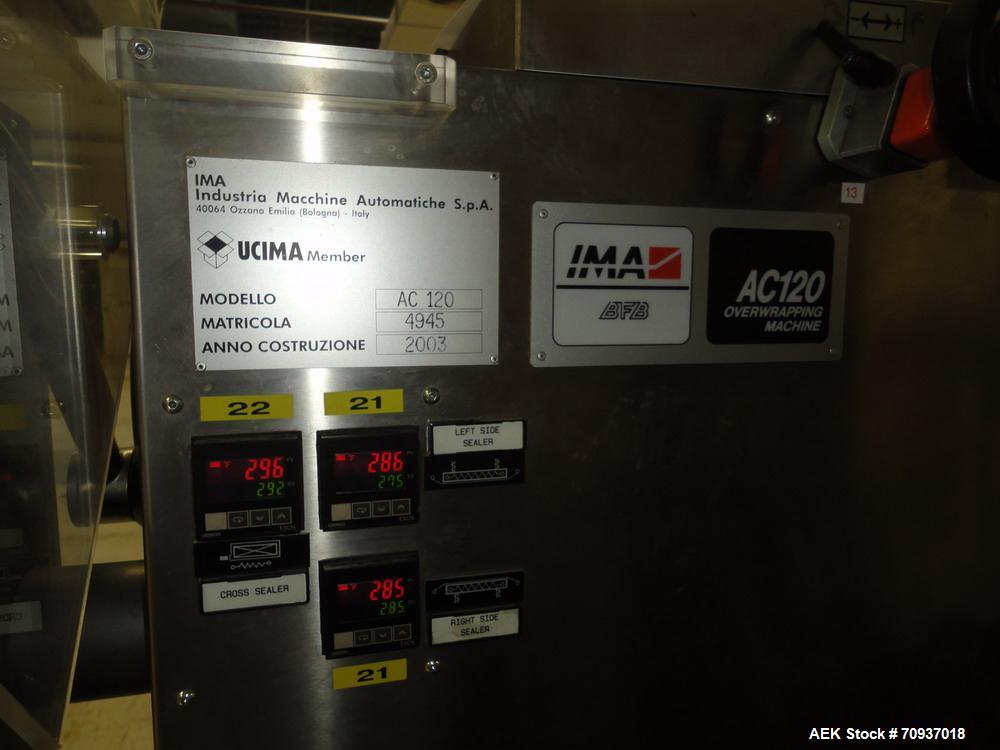 IMA
Industria Macchine Automatiche S.p.A.
40064 Ozzano Emilia (Bologna) - Italy
UCIMA Member
MODELLO AC 120
MATRICOLA 4945
ANNO COSTRUZIONE 2003
IMA
BFB
AC120
OVERWRAPPING
MACHINE
13
22
21
°F 296
292
OMRON E5CN
CROSS SEALER
°F 286
275
LEFT SIDE
SEALER
°F 285
285
RIGHT SIDE
SEALER
21
AEK Stock # 70937018